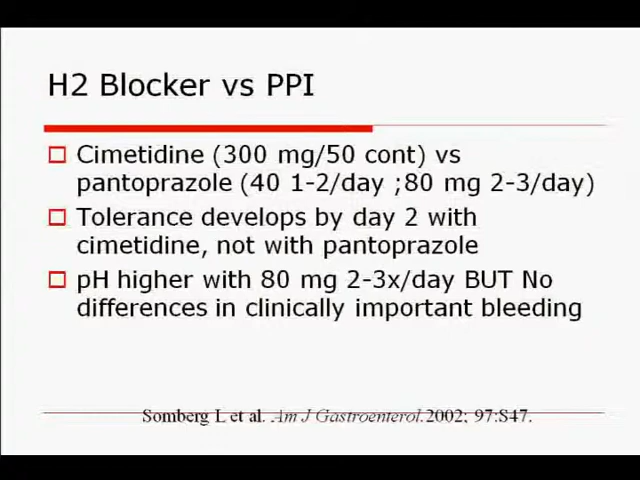 H2 Blocker vs PPI
Cimetidine (300 mg/50 cont) vs
pantoprazole (40 1-2/day ;80 mg 2-3/day)
Tolerance develops by day 2 with
cimetidine, not with pantoprazole
pH higher with 80 mg 2-3x/day BUT No
differences in clinically important bleeding
Somberg L et al. Am J Gastroenterol.2002; 97:S47.